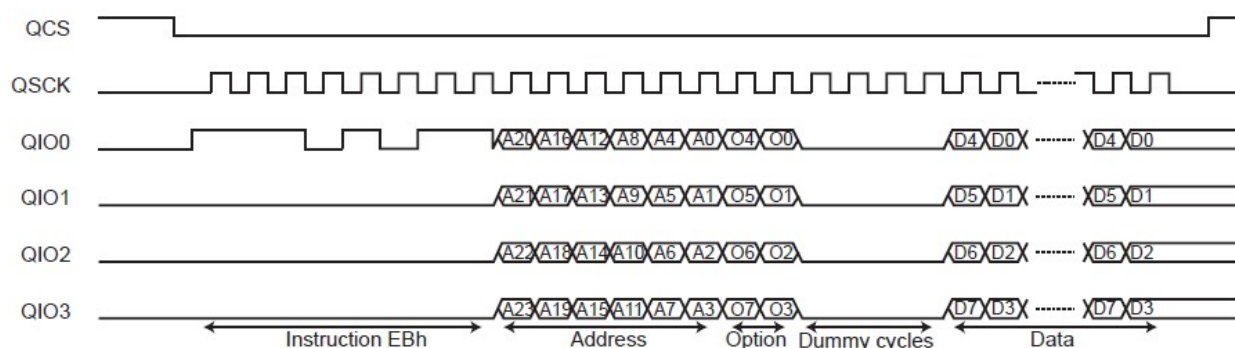 QCS
QSCK
QIO0 A20 A16 A12 A8 A4 A0 O4 O0 D4 D0 D4 D0
QIO1 A21 A17 A13 A9 A5 A1 O5 O1 D5 D1 D5 D1
QIO2 A22 A18 A14 A10 A6 A2 O6 O2 D6 D2 D6 D2
QIO3 A23 A19 A15 A11 A7 A3 O7 O3 D7 D3 D7 D3
Instruction EBh Address Option Dummy cycles Data